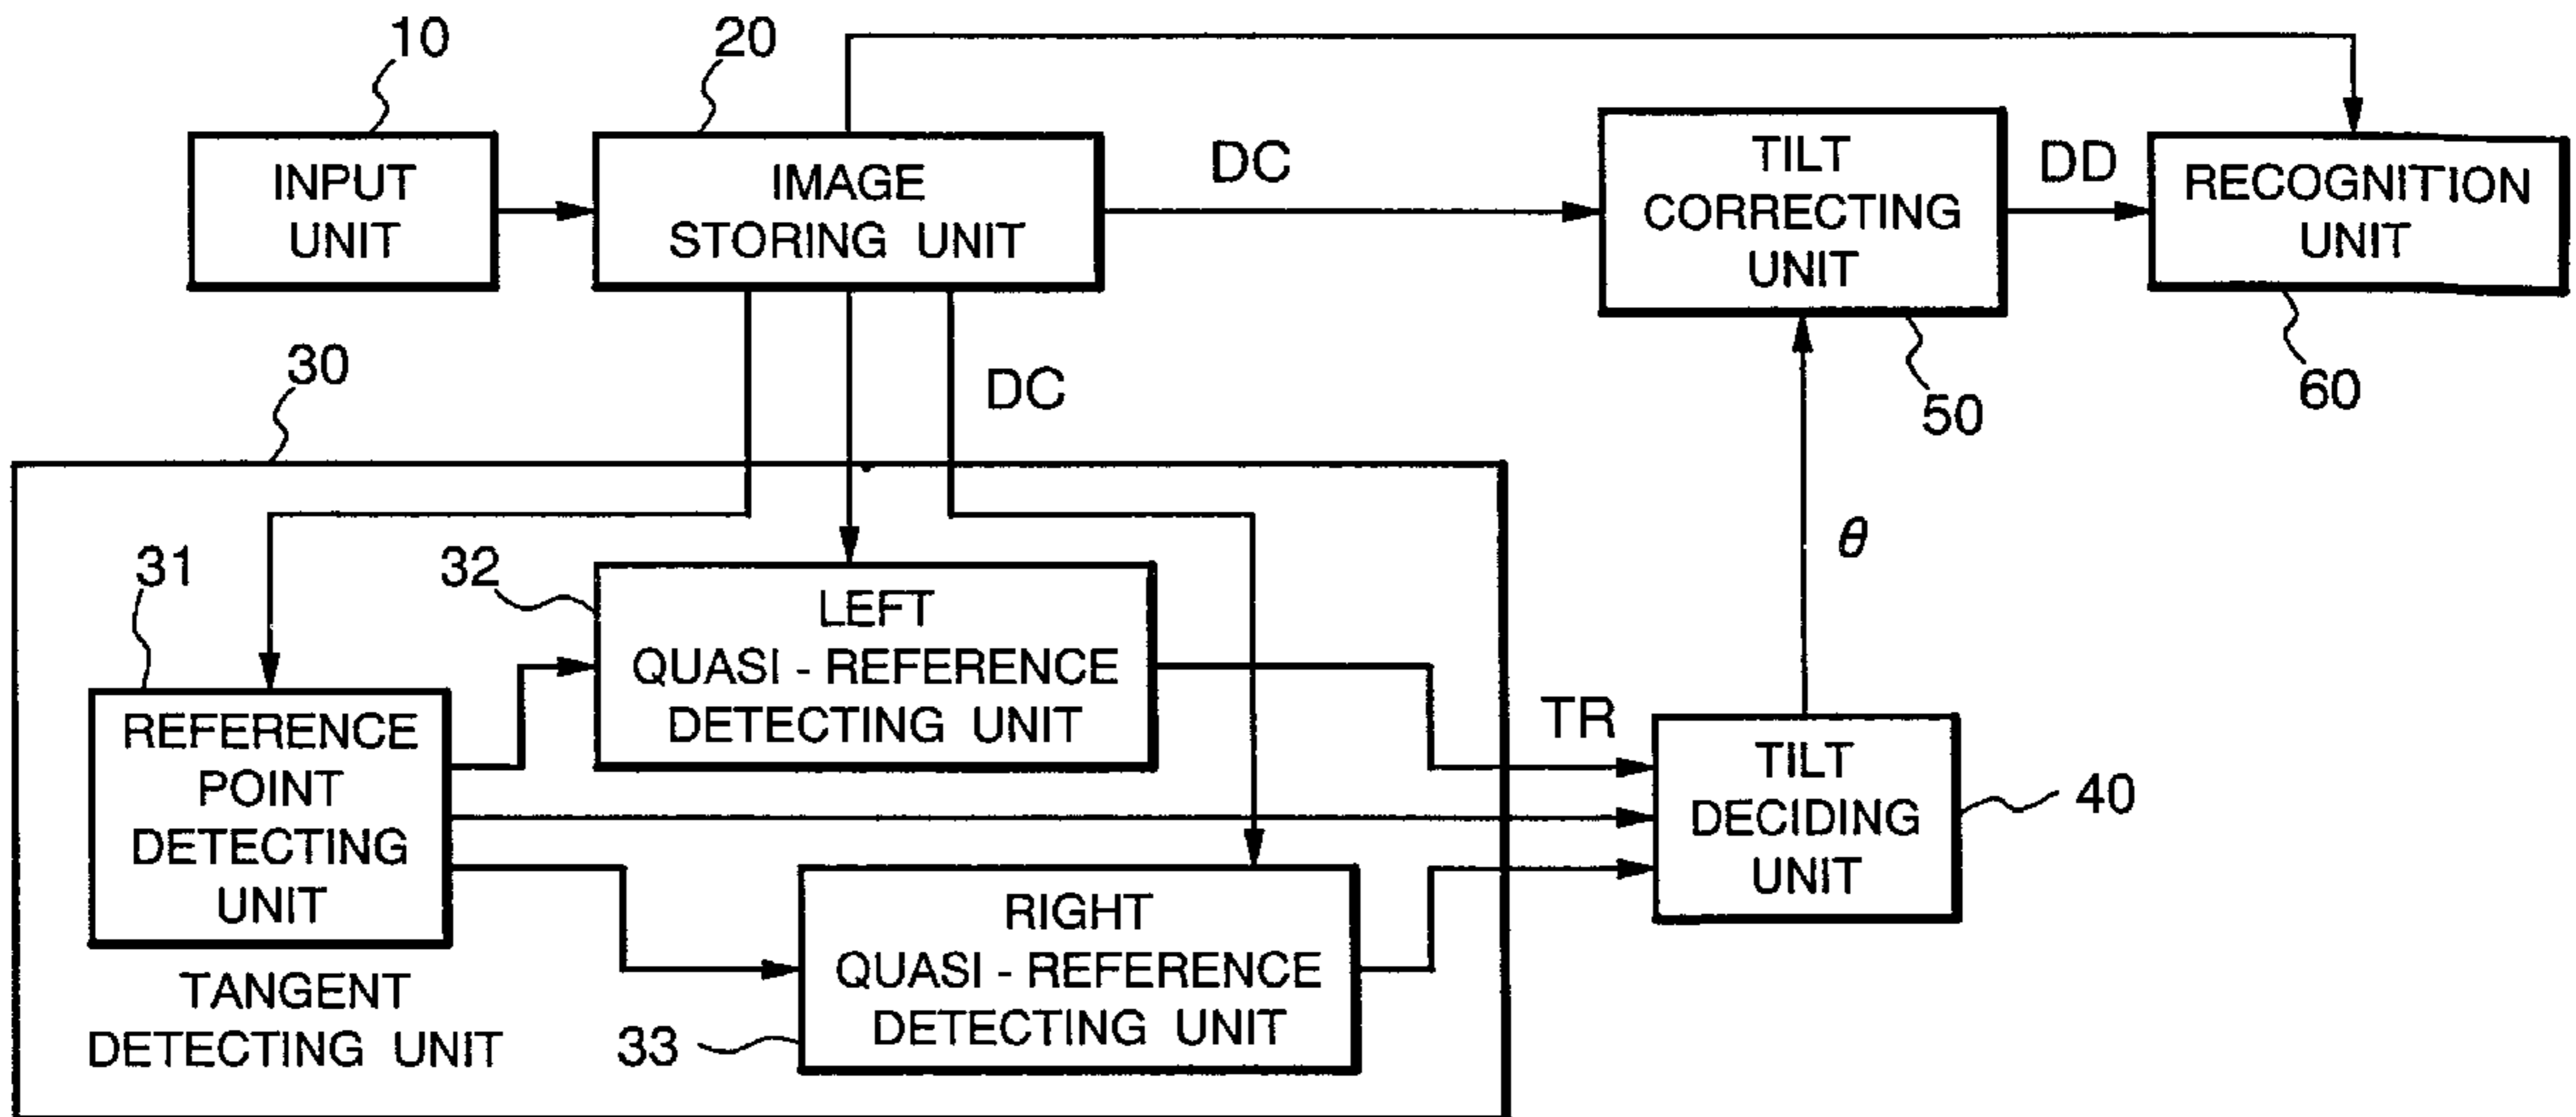 10
20
INPUT
UNIT
IMAGE
STORING UNIT
DC
TILT
CORRECTING
UNIT
DD
RECOGNITION
UNIT
30
DC
50
60
31
32
LEFT
QUASI - REFERENCE
DETECTING UNIT
θ
REFERENCE
POINT
DETECTING
UNIT
TR
TILT
DECIDING
UNIT
40
RIGHT
QUASI - REFERENCE
DETECTING UNIT
33
TANGENT
DETECTING UNIT